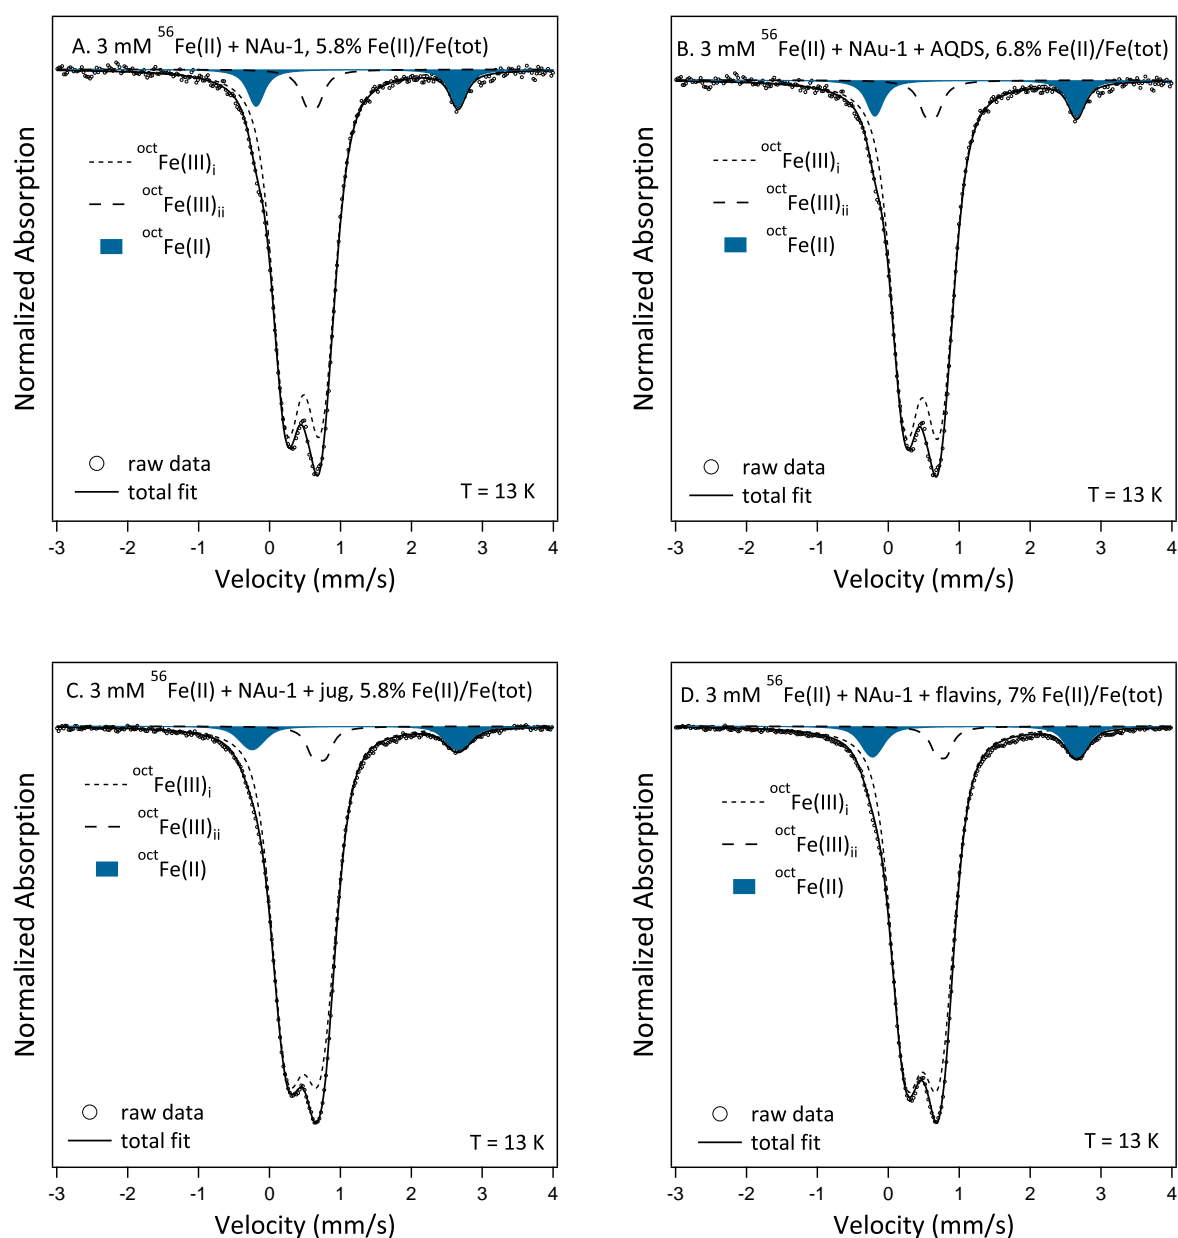 A. 3 mM ⁵⁶Fe(II) + NAu-1, 5.8% Fe(II)/Fe(tot)
Normalized Absorption
octFe(III)i
octFe(III)ii
octFe(II)
raw data
total fit
T = 13 K
-3 -2 -1 0 1 2 3 4
Velocity (mm/s)
B. 3 mM ⁵⁶Fe(II) + NAu-1 + AQDS, 6.8% Fe(II)/Fe(tot)
Normalized Absorption
octFe(III)i
octFe(III)ii
octFe(II)
raw data
total fit
T = 13 K
-3 -2 -1 0 1 2 3 4
Velocity (mm/s)
C. 3 mM ⁵⁶Fe(II) + NAu-1 + jug, 5.8% Fe(II)/Fe(tot)
Normalized Absorption
octFe(III)i
octFe(III)ii
octFe(II)
raw data
total fit
T = 13 K
-3 -2 -1 0 1 2 3 4
Velocity (mm/s)
D. 3 mM ⁵⁶Fe(II) + NAu-1 + flavins, 7% Fe(II)/Fe(tot)
Normalized Absorption
octFe(III)i
octFe(III)ii
octFe(II)
raw data
total fit
T = 13 K
-3 -2 -1 0 1 2 3 4
Velocity (mm/s)